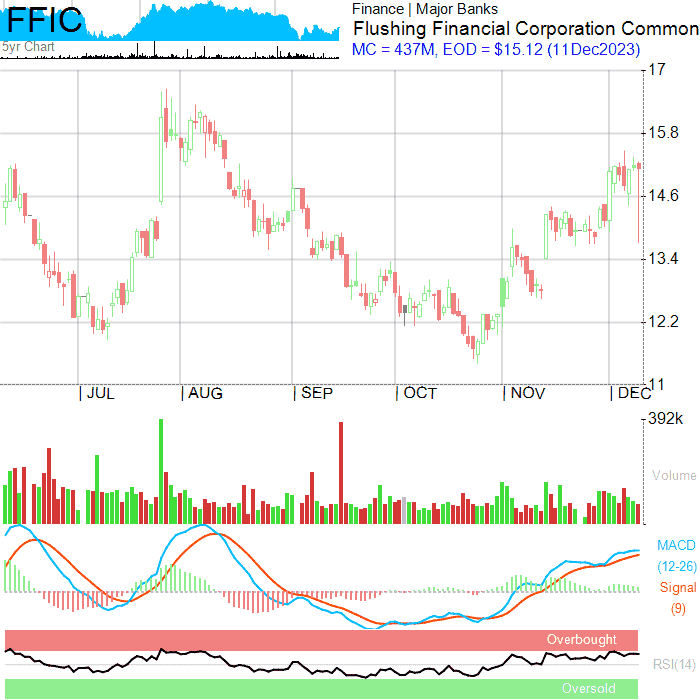 FFIC
5yr Chart
Finance | Major Banks
Flushing Financial Corporation Common
MC = 437M, EOD = $15.12 (11Dec2023)
17
15.8
14.6
13.4
12.2
11
| JUL | AUG | SEP | OCT | NOV | DEC
392k
Volume
MACD
(12-26)
Signal
(9)
Overbought
RSI(14)
Oversold